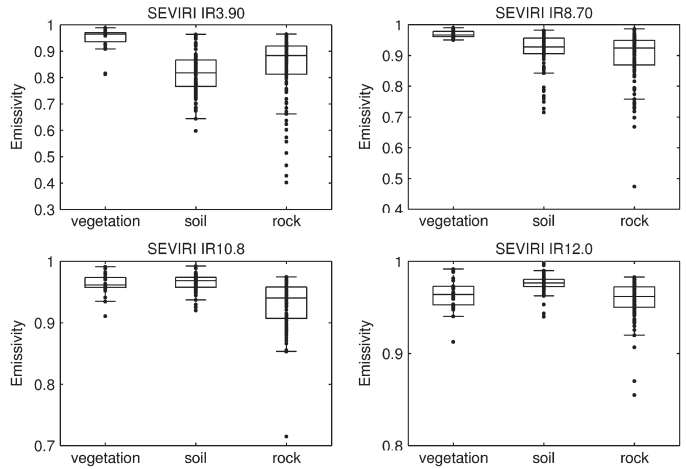 SEVIRI IR3.90
Emissivity
1
0.9
0.8
0.7
0.6
0.5
0.4
0.3
vegetation soil rock
SEVIRI IR8.70
Emissivity
1
0.9
0.8
0.7
0.6
0.5
0.4
vegetation soil rock
SEVIRI IR10.8
Emissivity
1
0.9
0.8
0.7
vegetation soil rock
SEVIRI IR12.0
Emissivity
1
0.9
0.8
vegetation soil rock